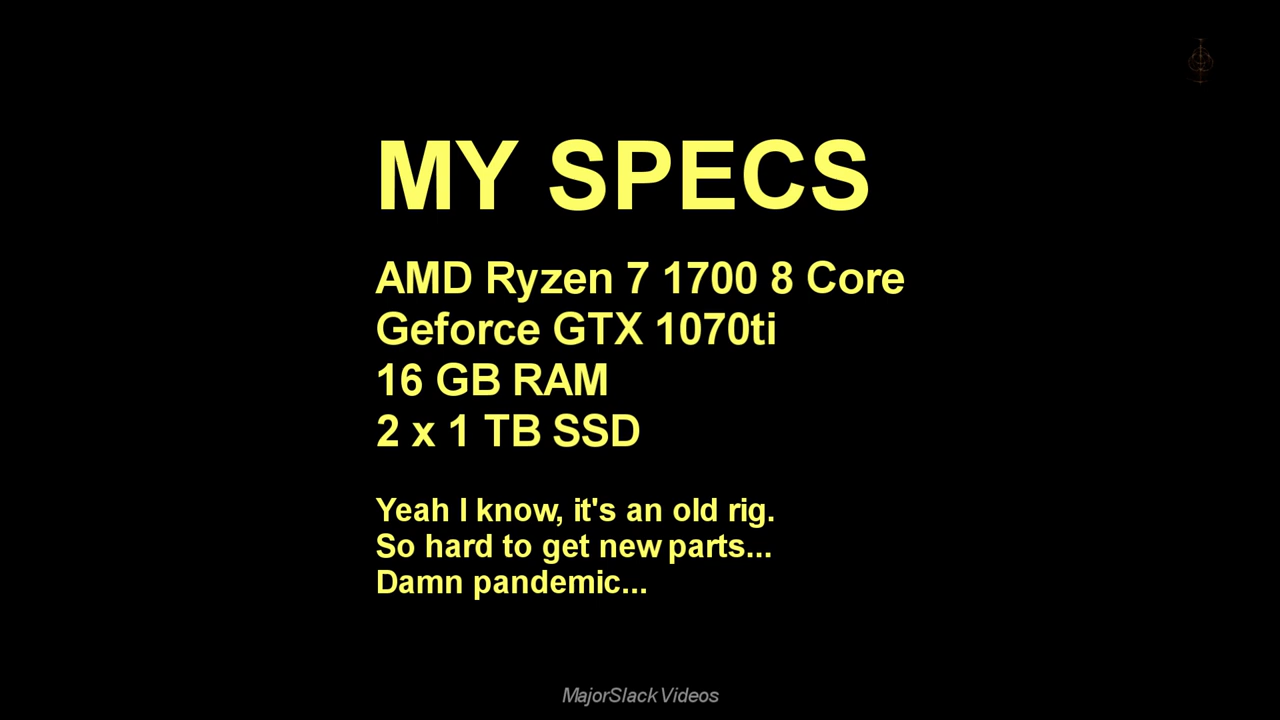 MY SPECS
AMD Ryzen 7 1700 8 Core
Geforce GTX 1070ti
16 GB RAM
2 x 1 TB SSD
Yeah I know, it's an old rig.
So hard to get new parts...
Damn pandemic...
MajorSlack Videos